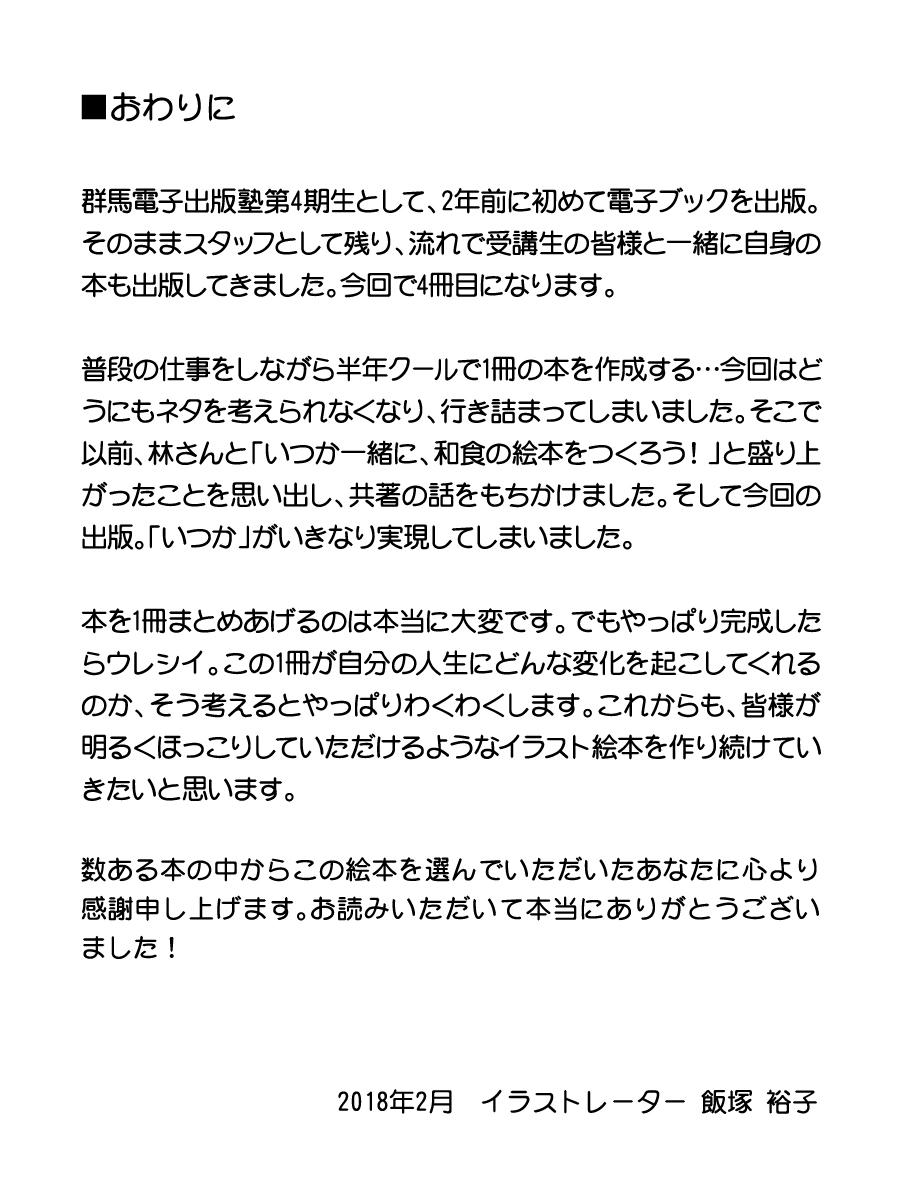 ■おわりに
群馬電子出版塾第4期生として、2年前に初めて電子ブックを出版。
そのままスタッフとして残り、流れで受講生の皆様と一緒に自身の
本も出版してきました。今回で4冊目になります。
普段の仕事をしながら半年クールで1冊の本を作成する…今回はど
うにもネタを考えられなくなり、行き詰まってしまいました。そこで
以前、林さんと「いつか一緒に、和食の絵本をつくろう！」と盛り上
がったことを思い出し、共著の話をもちかけました。そして今回の
出版。「いつか」がいきなり実現してしまいました。
本を1冊まとめあげるのは本当に大変です。でもやっぱり完成した
らウレシイ。この1冊が自分の人生にどんな変化を起こしてくれる
のか、そう考えるとやっぱりわくわくします。これからも、皆様が
明るくほっこりしていただけるようなイラスト絵本を作り続けてい
きたいと思います。
数ある本の中からこの絵本を選んでいただいたあなたに心より
感謝申し上げます。お読みいただいて本当にありがとうござい
ました！
2018年2月　イラストレーター 飯塚 裕子